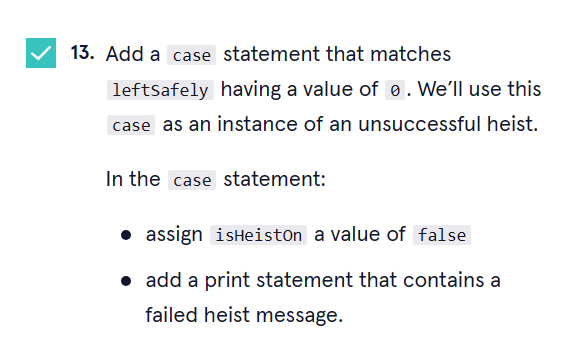 13. Add a case statement that matches
leftSafely having a value of 0. We’ll use this
case as an instance of an unsuccessful heist.
In the case statement:
● assign isHeistOn a value of false
● add a print statement that contains a
failed heist message.